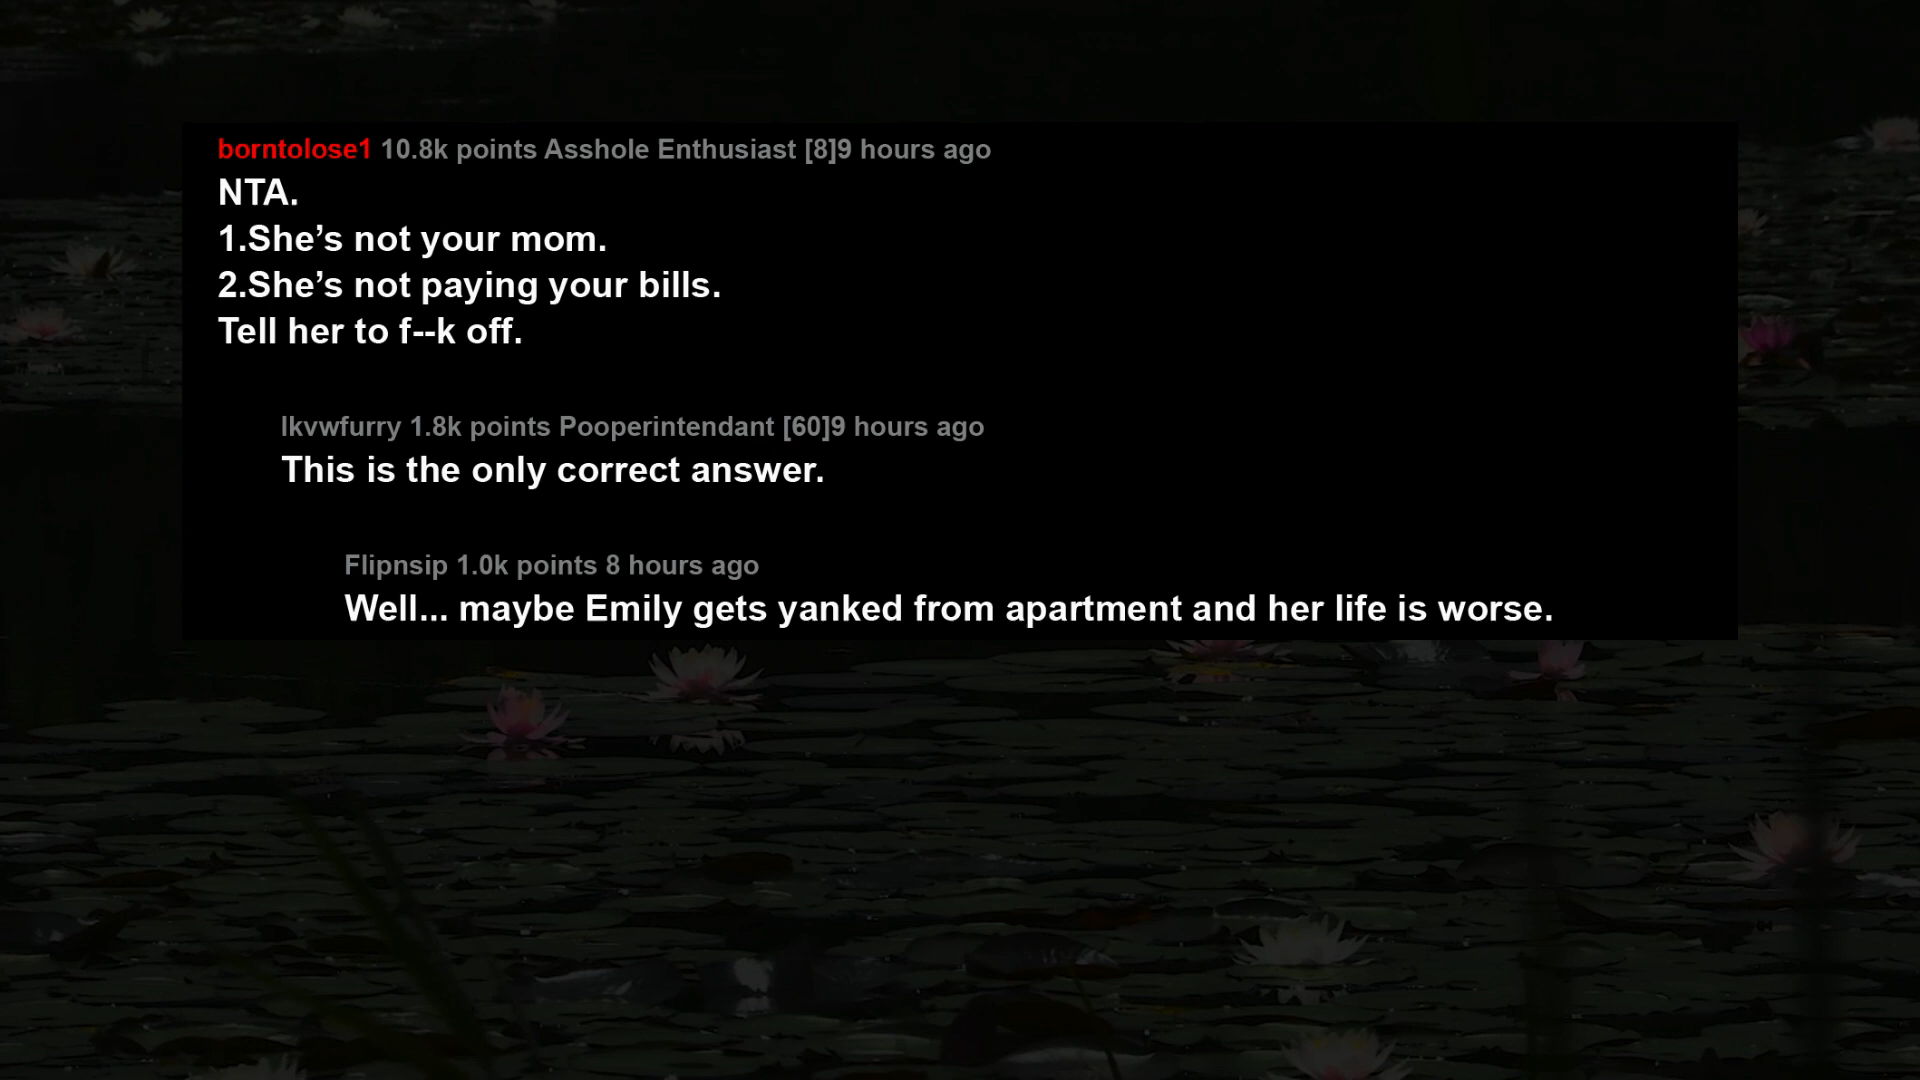 borntolose1 10.8k points Asshole Enthusiast [8]9 hours ago
NTA.
1.She’s not your mom.
2.She’s not paying your bills.
Tell her to f--k off.
lkvwfurry 1.8k points Pooperintendant [60]9 hours ago
This is the only correct answer.
Flipnsip 1.0k points 8 hours ago
Well... maybe Emily gets yanked from apartment and her life is worse.